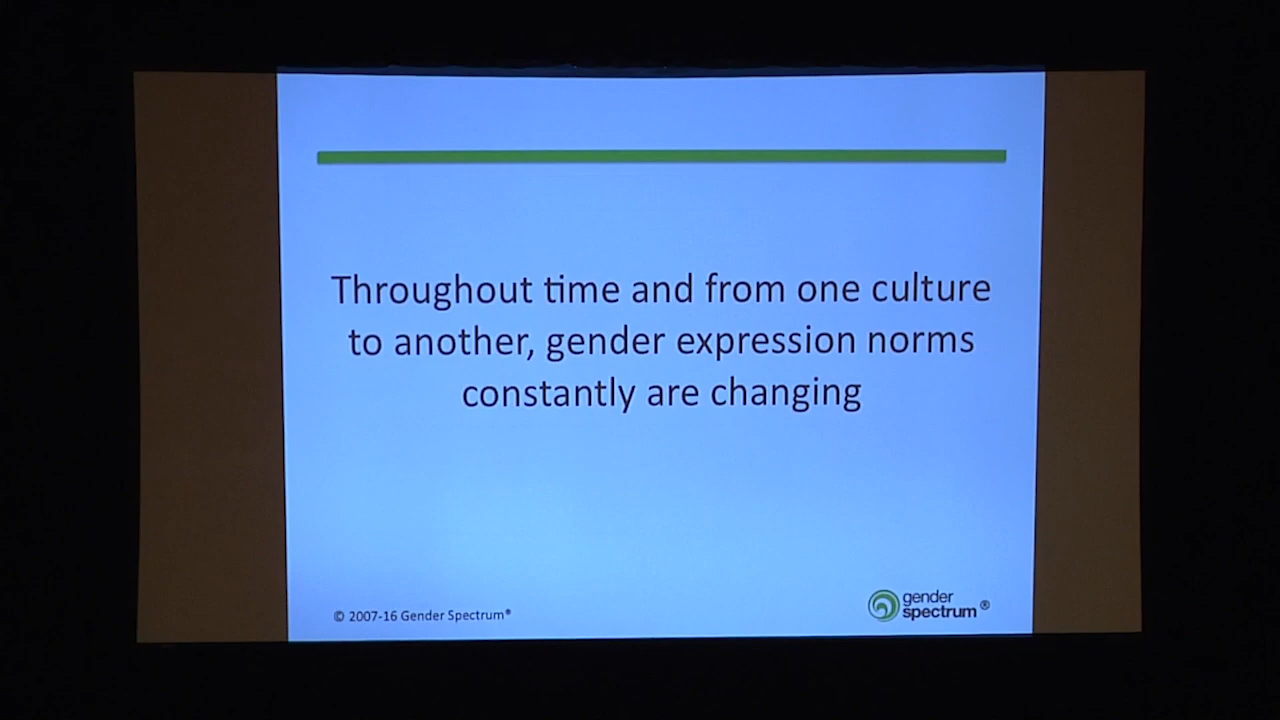 Throughout time and from one culture
to another, gender expression norms
constantly are changing
© 2007-16 Gender Spectrum®
gender
spectrum ®